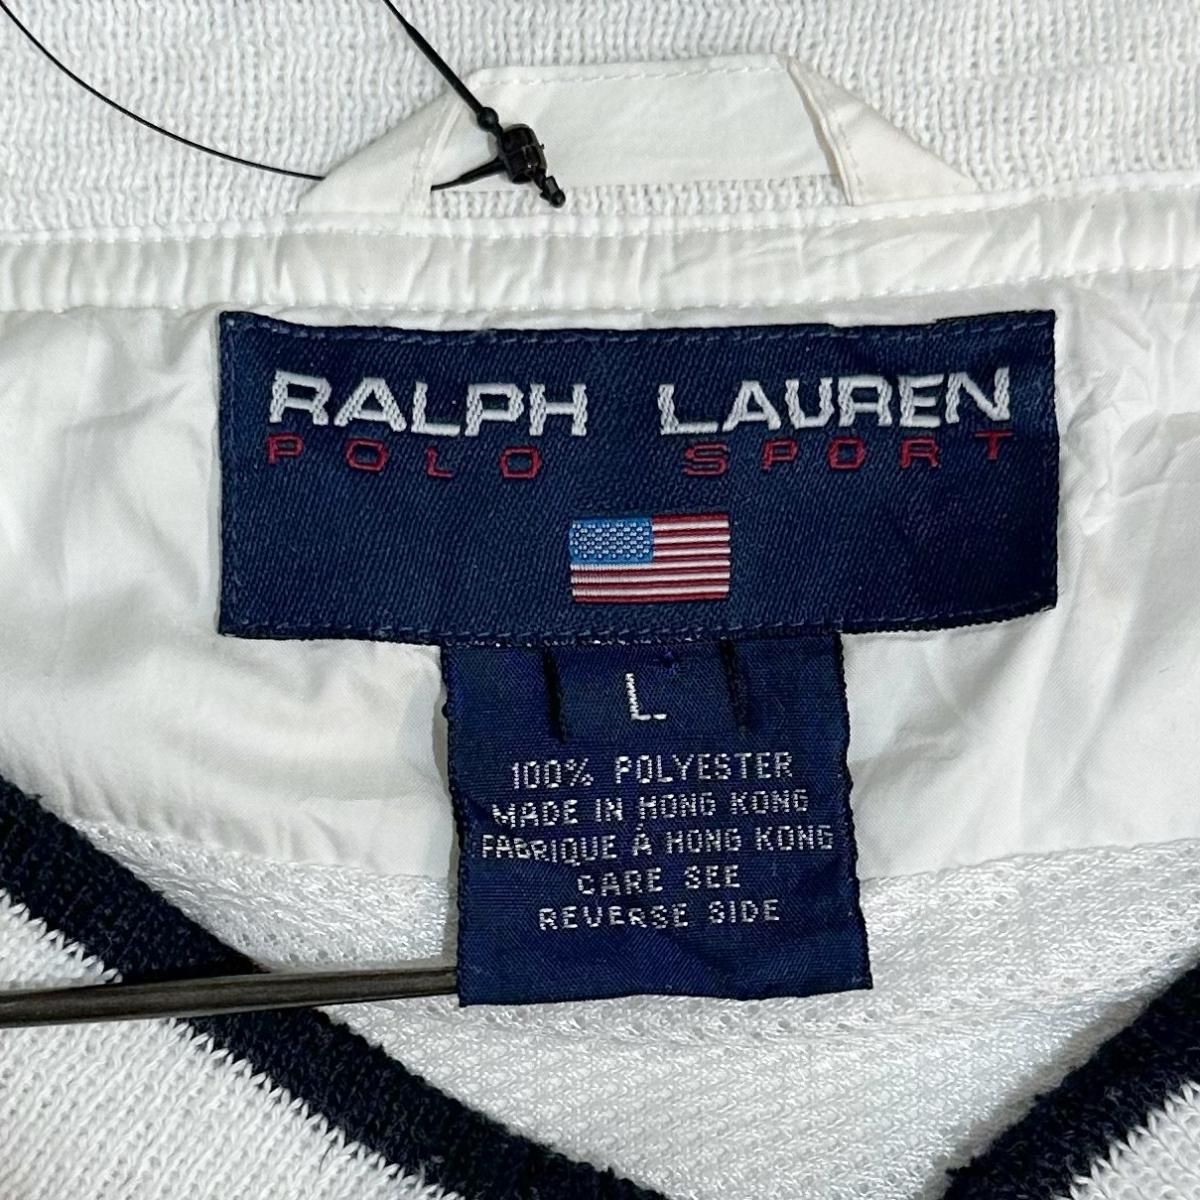 RALPH LAUREN
POLO SPORT
L
100% POLYESTER
MADE IN HONG KONG
FABRIQUE À HONG KONG
CARE SEE
REVERSE SIDE